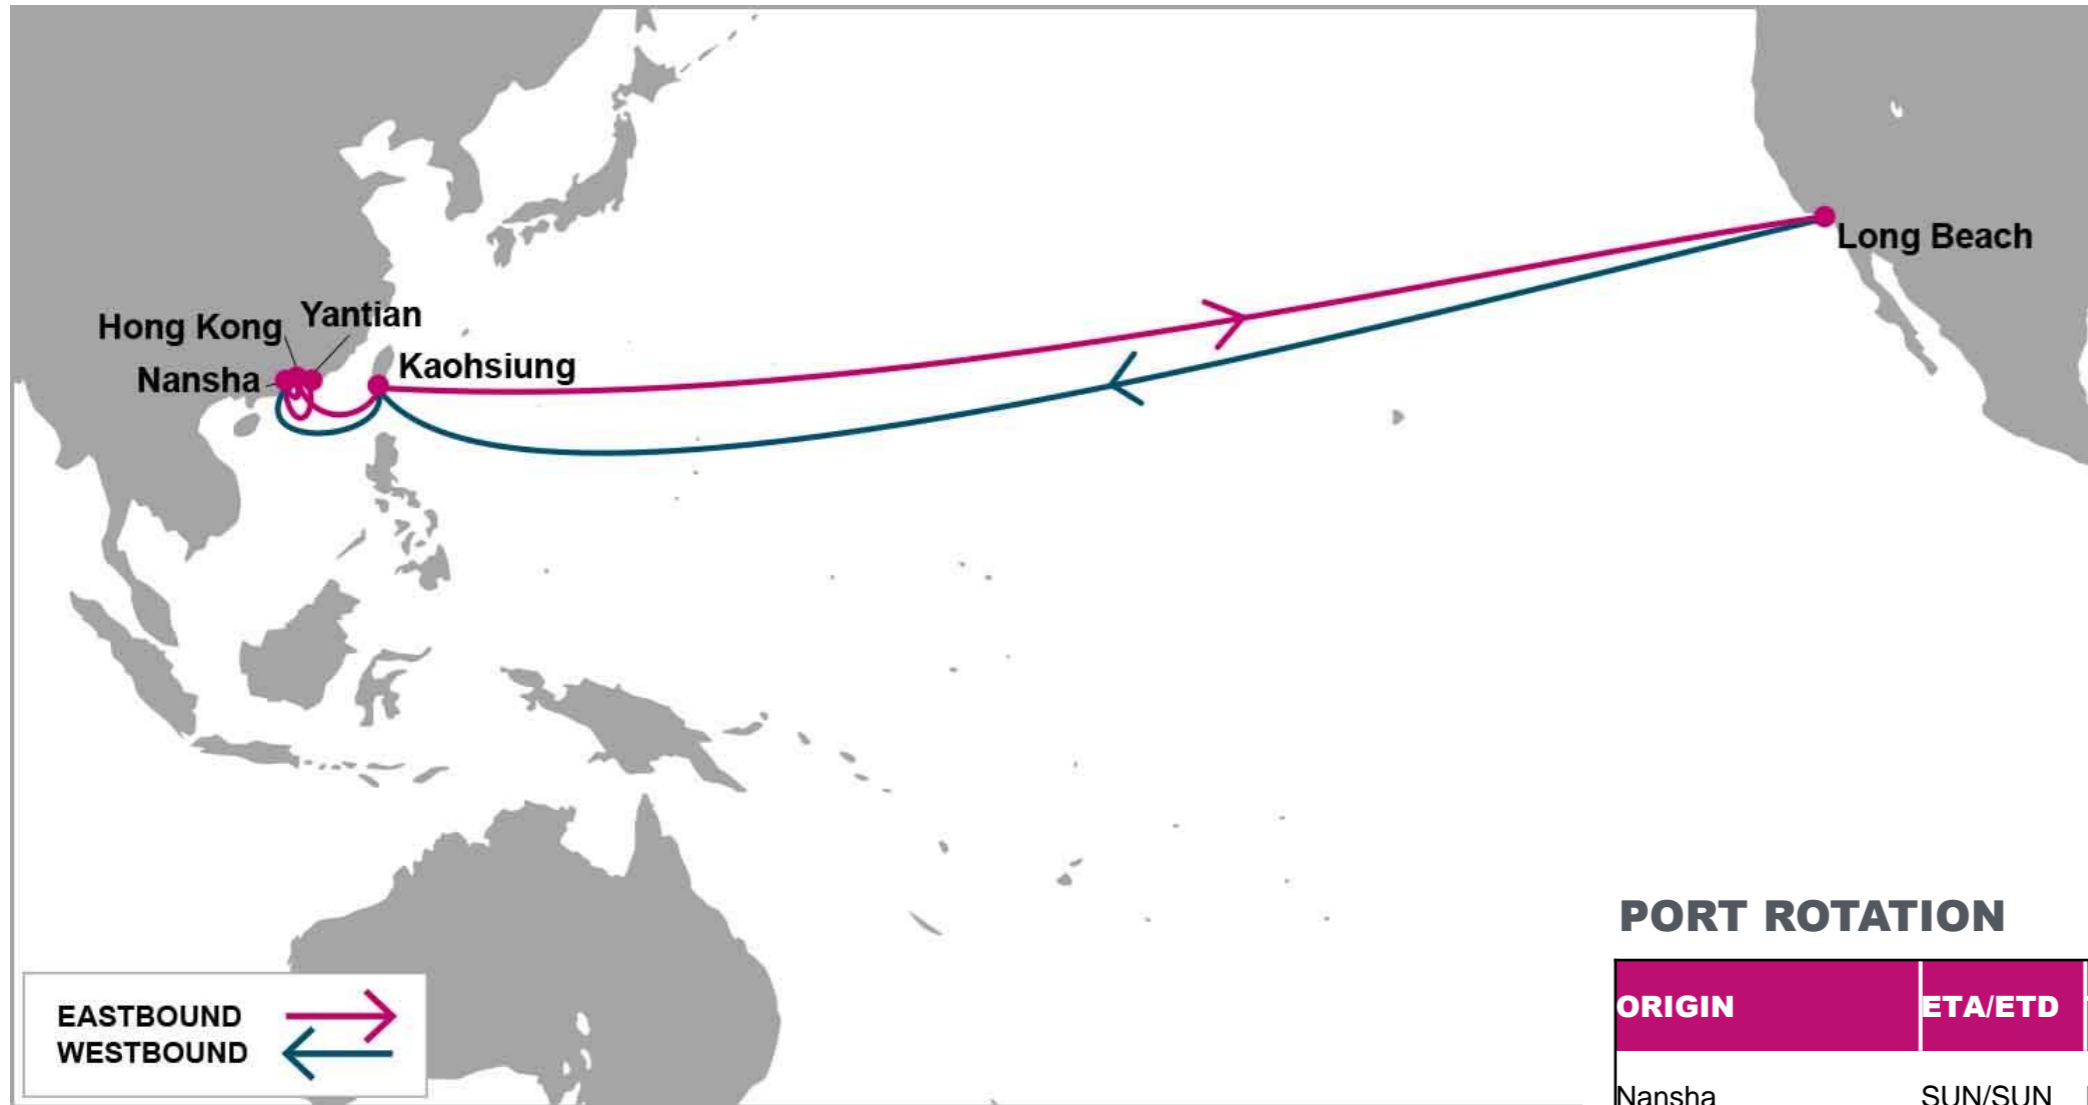 Hong Kong
Yantian
Nansha
Kaohsiung
Long Beach
EASTBOUND
WESTBOUND
PORT ROTATION
ORIGIN ETA/ETD
Nansha SUN/SUN